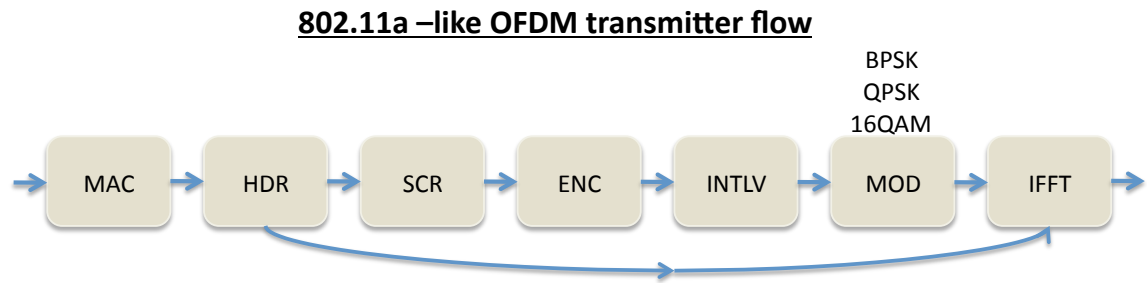 802.11a –like OFDM transmitter flow
BPSK
QPSK
16QAM
MAC HDR SCR ENC INTLV MOD IFFT